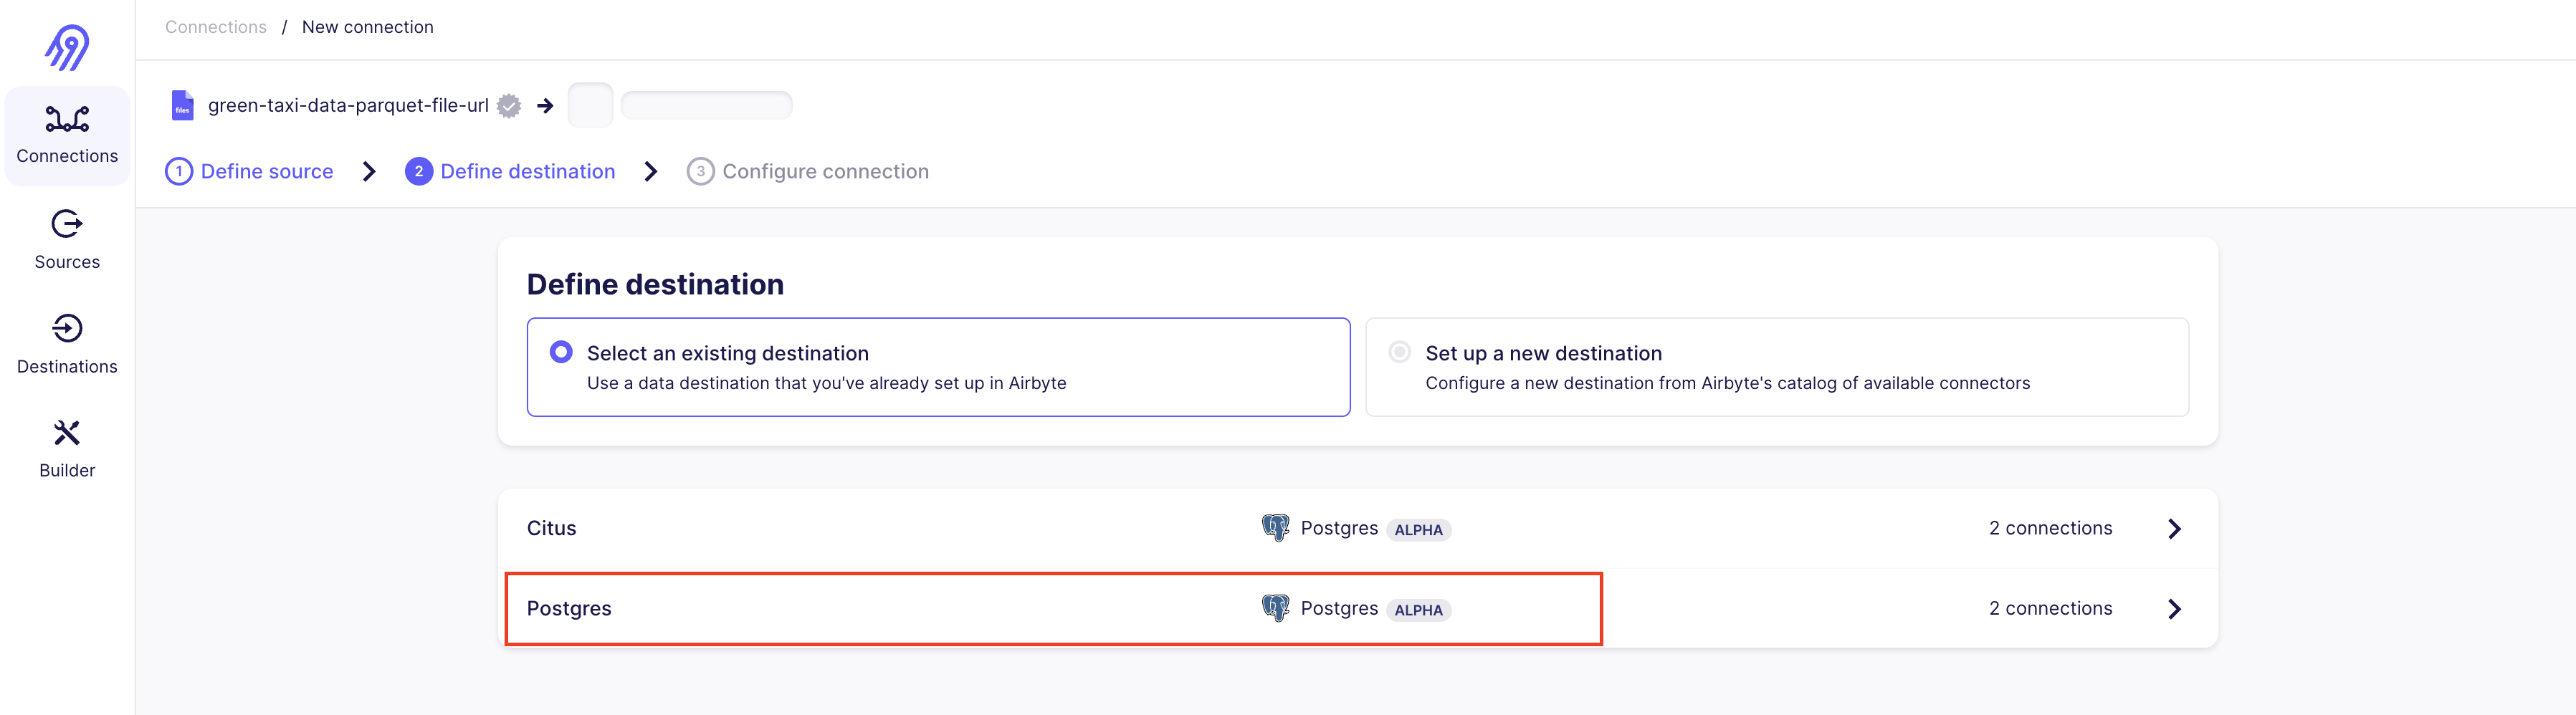 Connections / New connection
files
green-taxi-data-parquet-file-url
1 Define source 2 Define destination 3 Configure connection
Connections
Sources
Destinations
Builder
Define destination
Select an existing destination
Use a data destination that you've already set up in Airbyte
Set up a new destination
Configure a new destination from Airbyte's catalog of available connectors
Citus Postgres ALPHA 2 connections
Postgres Postgres ALPHA 2 connections